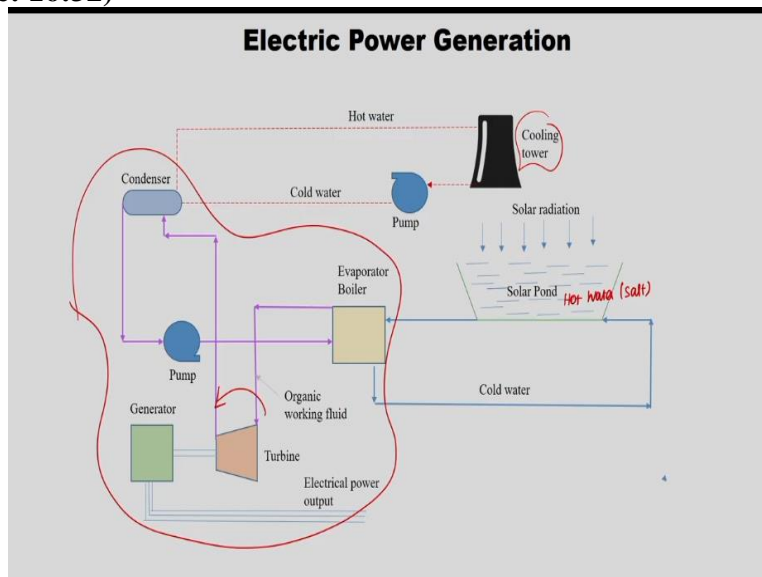 Electric Power Generation
Hot water
Cooling
tower
Condenser
Cold water
Pump
Solar radiation
Evaporator
Boiler
Solar Pond
Hot
(Salt)
Pump
Cold water
Organic
working fluid
Generator
Turbine
Electrical power
output